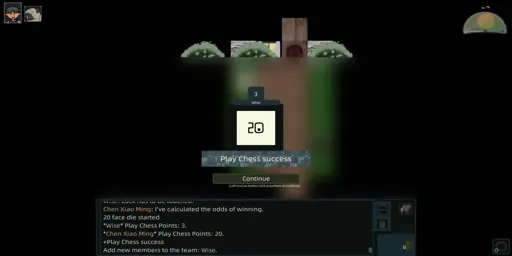 3
Wise
20
Play Chess success
Continue
Chen Xiao Ming: I've calculated the odds of winning.
20 face die started
"Wise" Play Chess Points: 3.
"Chen Xiao Ming" Play Chess Points: 20.
+Play Chess success
Add new members to the team: Wise.